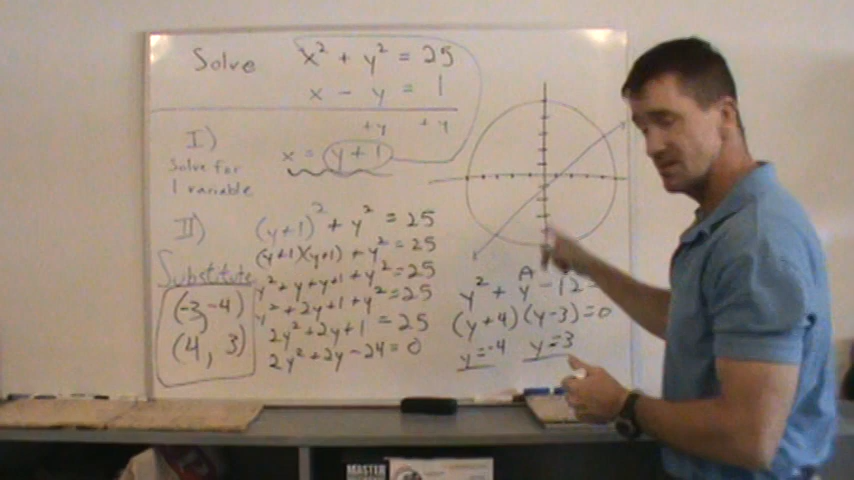 Solve x² + y² = 25
x - y = 1
+y +y
I)
x = y + 1
Solve for
1 variable
II)
(y+1)² + y² = 25
(y+1)(y+1) + y² = 25
Substitute
y² + y + y + 1 + y² = 25
y² + 2y + 1 + y² = 25
2y² + 2y + 1 = 25
2y² + 2y - 24 = 0
(-3, -4)
(4, 3)
y² + y - 12 =
(y+4)(y-3) = 0
y = -4 y = 3
MASTER